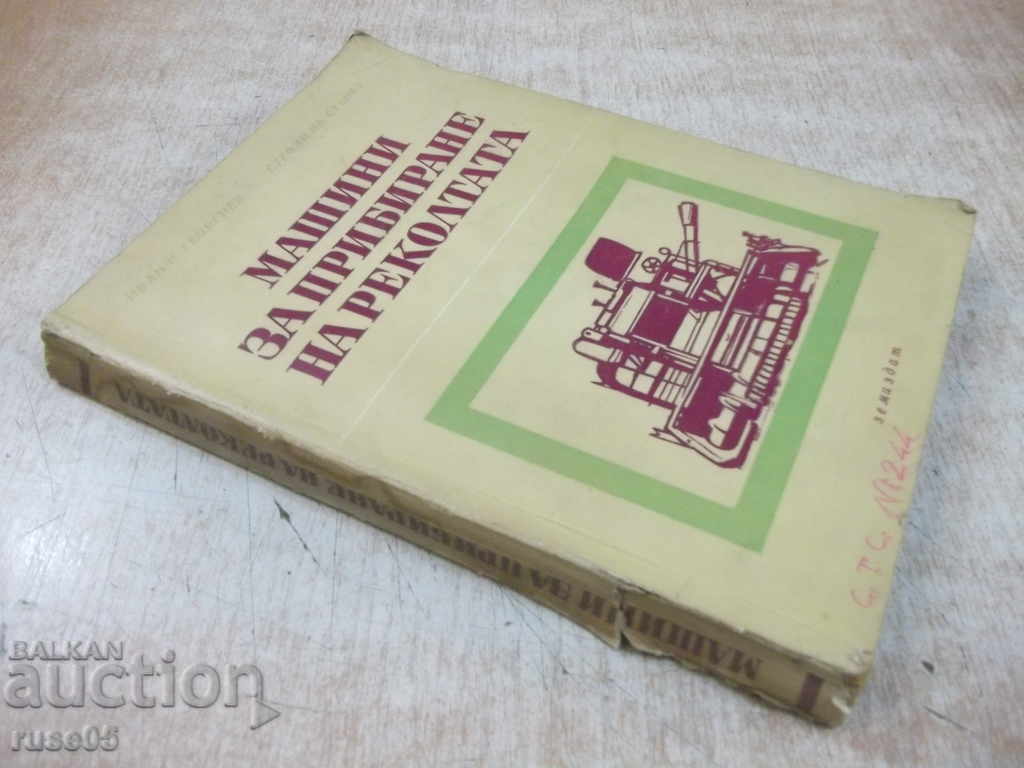 МАШИНИ
ЗА ПРИБИРАНЕ
НА РЕКОЛТАТА
земиздат
МАШИНИ ЗА ПРИБИРАНЕ НА РЕКОЛТАТА
BALKAN
auction
ruse05